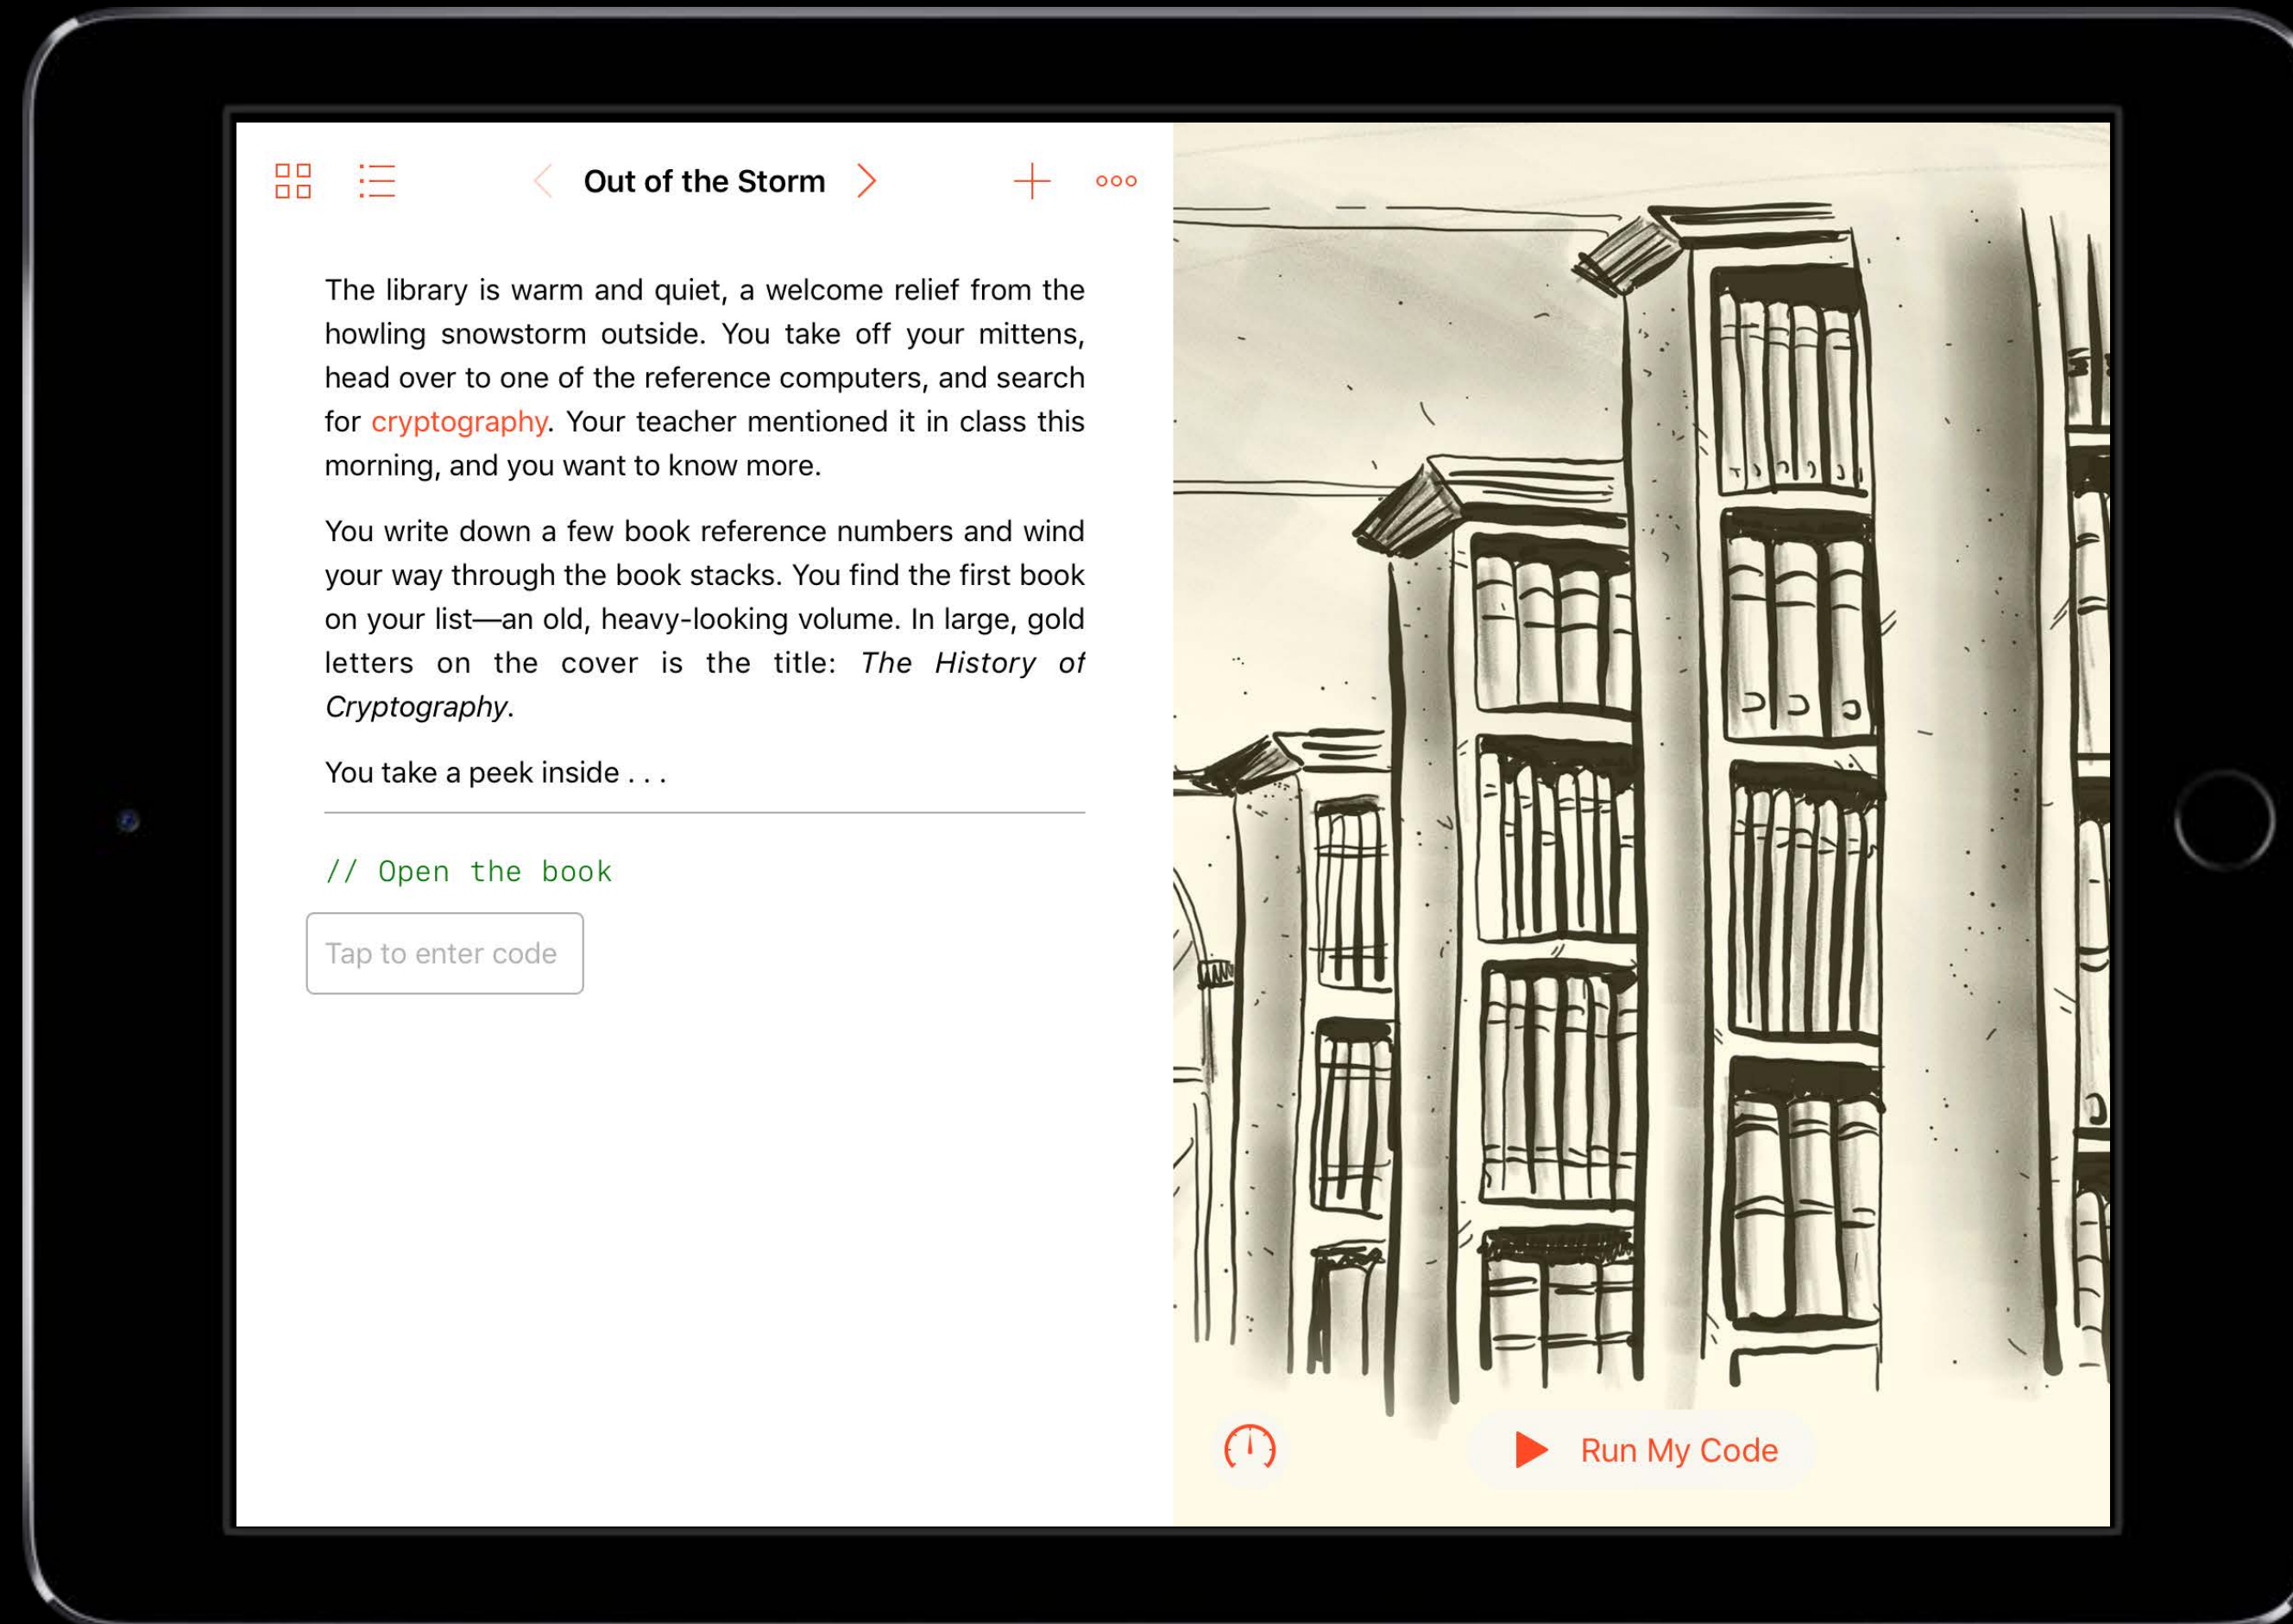 Out of the Storm
The library is warm and quiet, a welcome relief from the
howling snowstorm outside. You take off your mittens,
head over to one of the reference computers, and search
for cryptography. Your teacher mentioned it in class this
morning, and you want to know more.
You write down a few book reference numbers and wind
your way through the book stacks. You find the first book
on your list—an old, heavy-looking volume. In large, gold
letters on the cover is the title: The History of
Cryptography.
You take a peek inside . . .
// Open the book
Tap to enter code
Run My Code